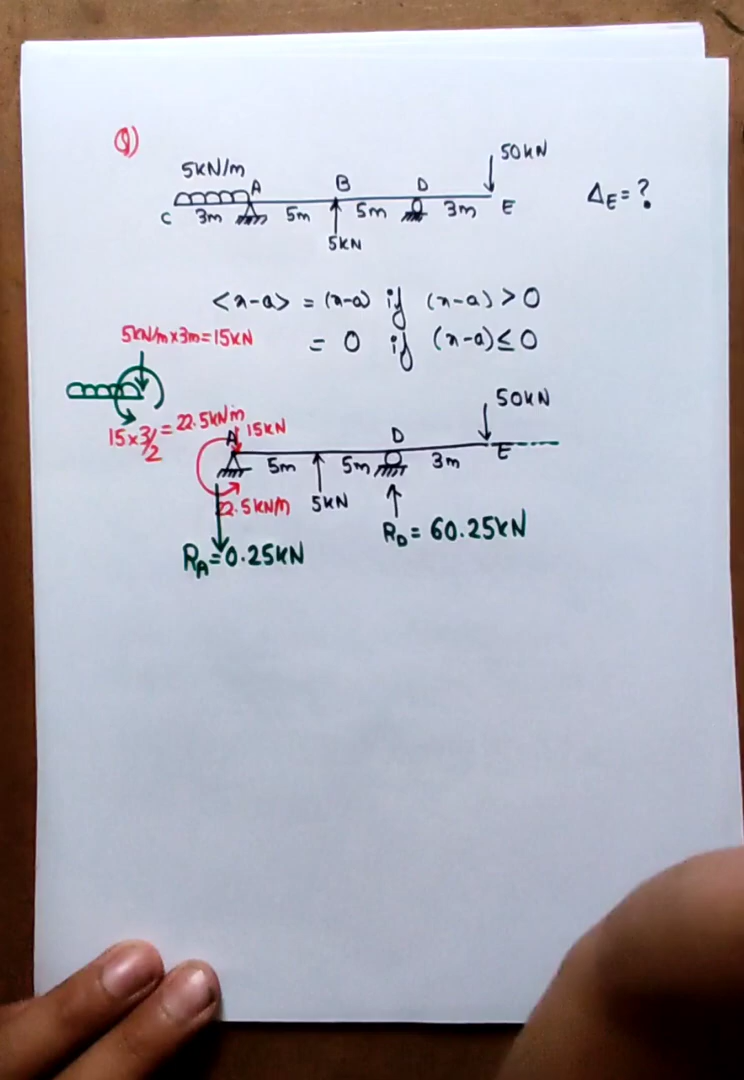 Q)
5KN/m
A
B
D
50KN
C
3m
5m
5m
3m
E
ΔE = ?
5KN
<x-a> = (x-a) if (x-a) > 0
= 0 if (x-a) ≤ 0
5KN/m×3m=15KN
15×3/2 = 22.5KNm
A
15KN
D
50KN
5m
5m
3m
E
22.5KNm
5KN
RA=0.25KN
RD = 60.25KN